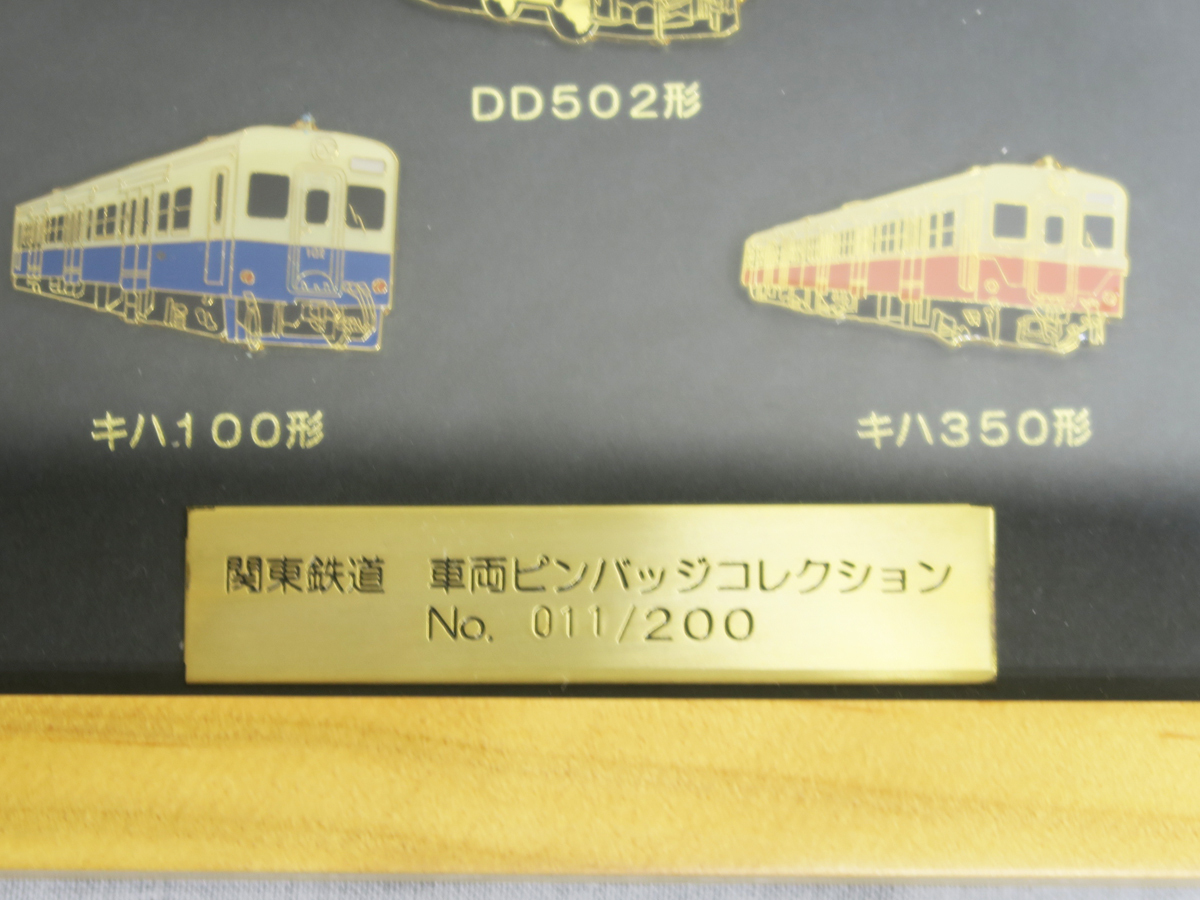 DD502形
キハ100形
キハ350形
関東鉄道　車両ピンバッジコレクション
No. 011/200